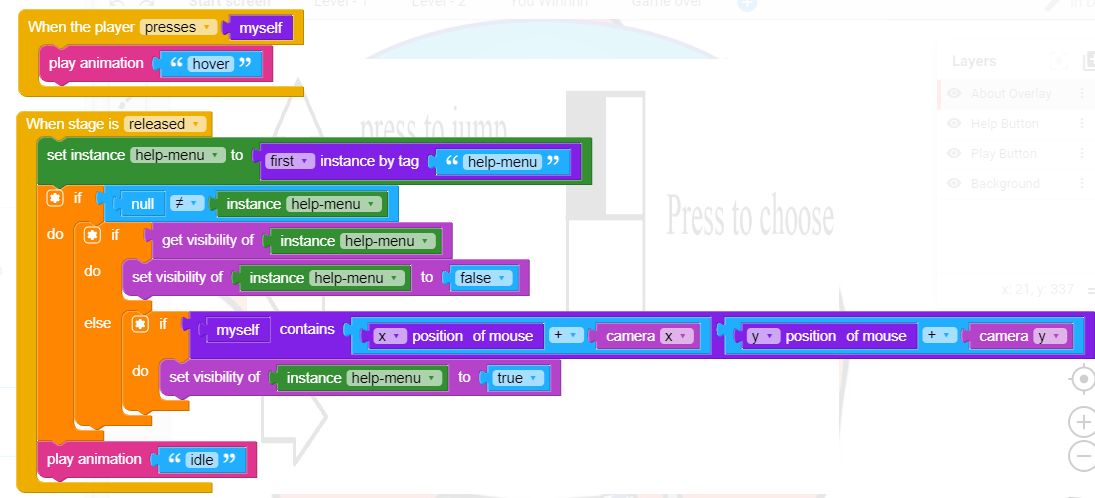 Start screen Level - 1 Level - 2 You Winnnn Game over
When the player presses myself
play animation “ hover ”
Layers
About Overlay
Help Button
Play Button
Background
press to jump
When stage is released
set instance help-menu to first instance by tag “ help-menu ”
if null ≠ instance help-menu
Press to choose
do if get visibility of instance help-menu
do set visibility of instance help-menu to false
x: 21, y: 337
else if myself contains x position of mouse + camera x y position of mouse + camera y
do set visibility of instance help-menu to true
play animation “ idle ”